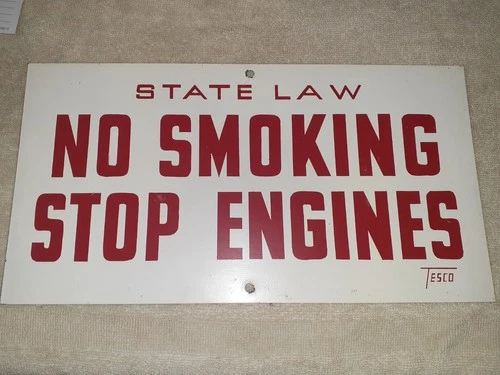 STATE LAW
NO SMOKING
STOP ENGINES
TESCO